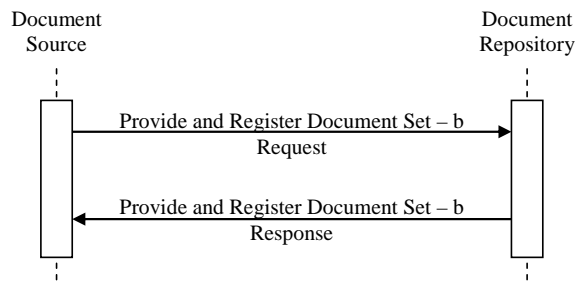 Document
Source
Document
Repository
Provide and Register Document Set – b
Request
Provide and Register Document Set – b
Response